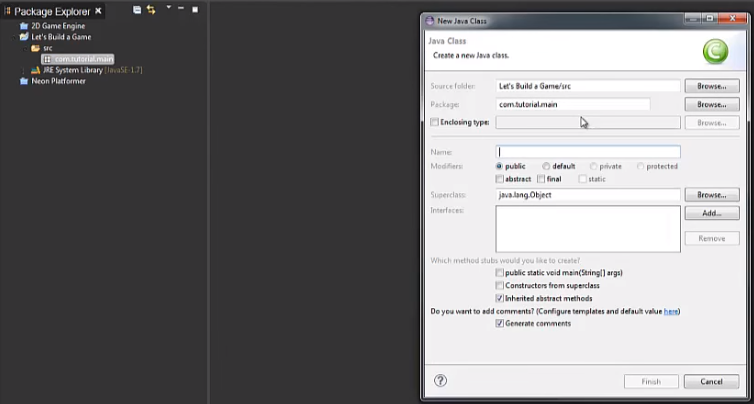 Package Explorer
2D Game Engine
Let's Build a Game
src
com.tutorial.main
JRE System Library [JavaSE-1.7]
Neon Platformer
New Java Class
Java Class
Create a new Java class.
Source folder: Let's Build a Game/src Browse...
Package: com.tutorial.main Browse...
Enclosing type: Browse...
Name:
Modifiers: public default private protected
abstract final static
Superclass: java.lang.Object Browse...
Interfaces: Add...
Remove
Which method stubs would you like to create?
public static void main(String[] args)
Constructors from superclass
Inherited abstract methods
Do you want to add comments? (Configure templates and default value here)
Generate comments
? Finish Cancel